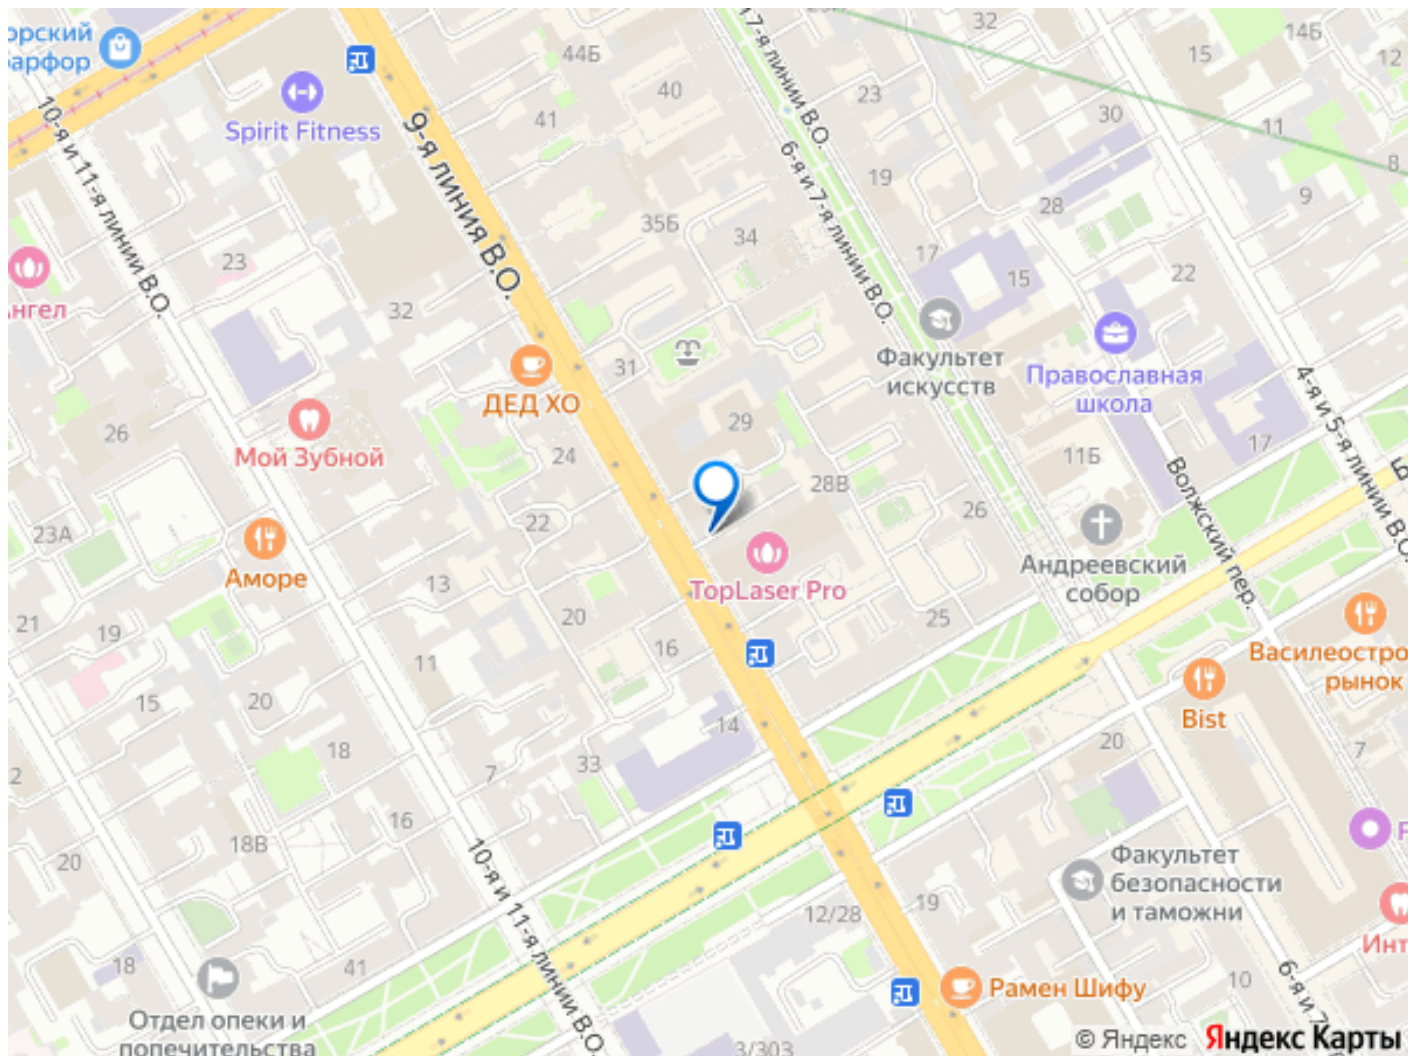 орский
фарфор
Spirit Fitness
44Б
40
41
32
23
30
15
14Б
12
11
8
9
10-я и 11-я линии В.О.
9-я линия В.О.
7-я линии В.О.
6-я и 7-я линии В.О.
19
28
35Б
34
17
15
22
23
нгел
32
31
ДЕД ХО
Факультет
искусств
Православная
школа
4-я и 5-я линии В.О.
Б
26
Мой Зубной
24
29
28В
26
11Б
17
Волжский пер.
23А
Аморе
22
TopLaser Pro
Андреевский
собор
13
20
16
25
21
19
11
15
20
Василеостро
рынок
Bist
14
18
7
33
20
7
2
18В
16
20
10-я и 11-я линии В.О.
Факультет
безопасности
и таможни
12/28
19
18
41
Отдел опеки и
попечительства
Рамен Шифу
10
6-я и 7-я
Инт
3/303
© Яндекс
Яндекс Карты